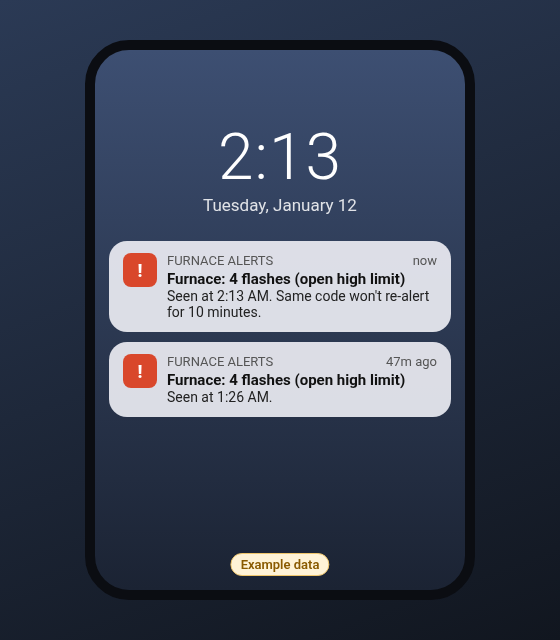 2:13
Tuesday, January 12
!
FURNACE ALERTS now
Furnace: 4 flashes (open high limit)
Seen at 2:13 AM. Same code won't re-alert
for 10 minutes.
!
FURNACE ALERTS 47m ago
Furnace: 4 flashes (open high limit)
Seen at 1:26 AM.
Example data